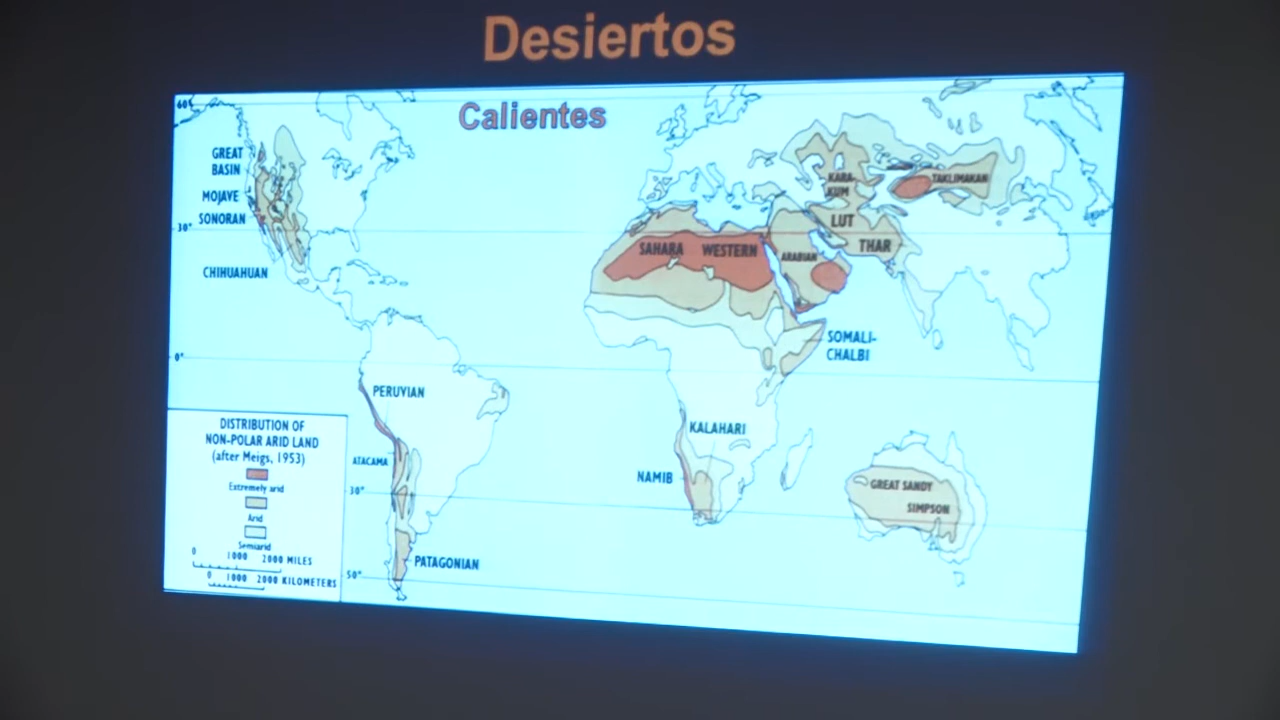 Desiertos
Calientes
60°
GREAT
BASIN
MOJAVE
SONORAN
30°
CHIHUAHUAN
0°
PERUVIAN
ATACAMA
30°
PATAGONIAN
50°
SAHARA
WESTERN
ARABIAN
KARA-
KUM
TAKLIMAKAN
LUT
THAR
SOMALI-
CHALBI
KALAHARI
NAMIB
GREAT SANDY
SIMPSON
DISTRIBUTION OF
NON-POLAR ARID LAND
(after Meigs, 1953)
Extremely arid
Arid
Semiarid
0 1000 2000 MILES
0 1000 2000 KILOMETERS